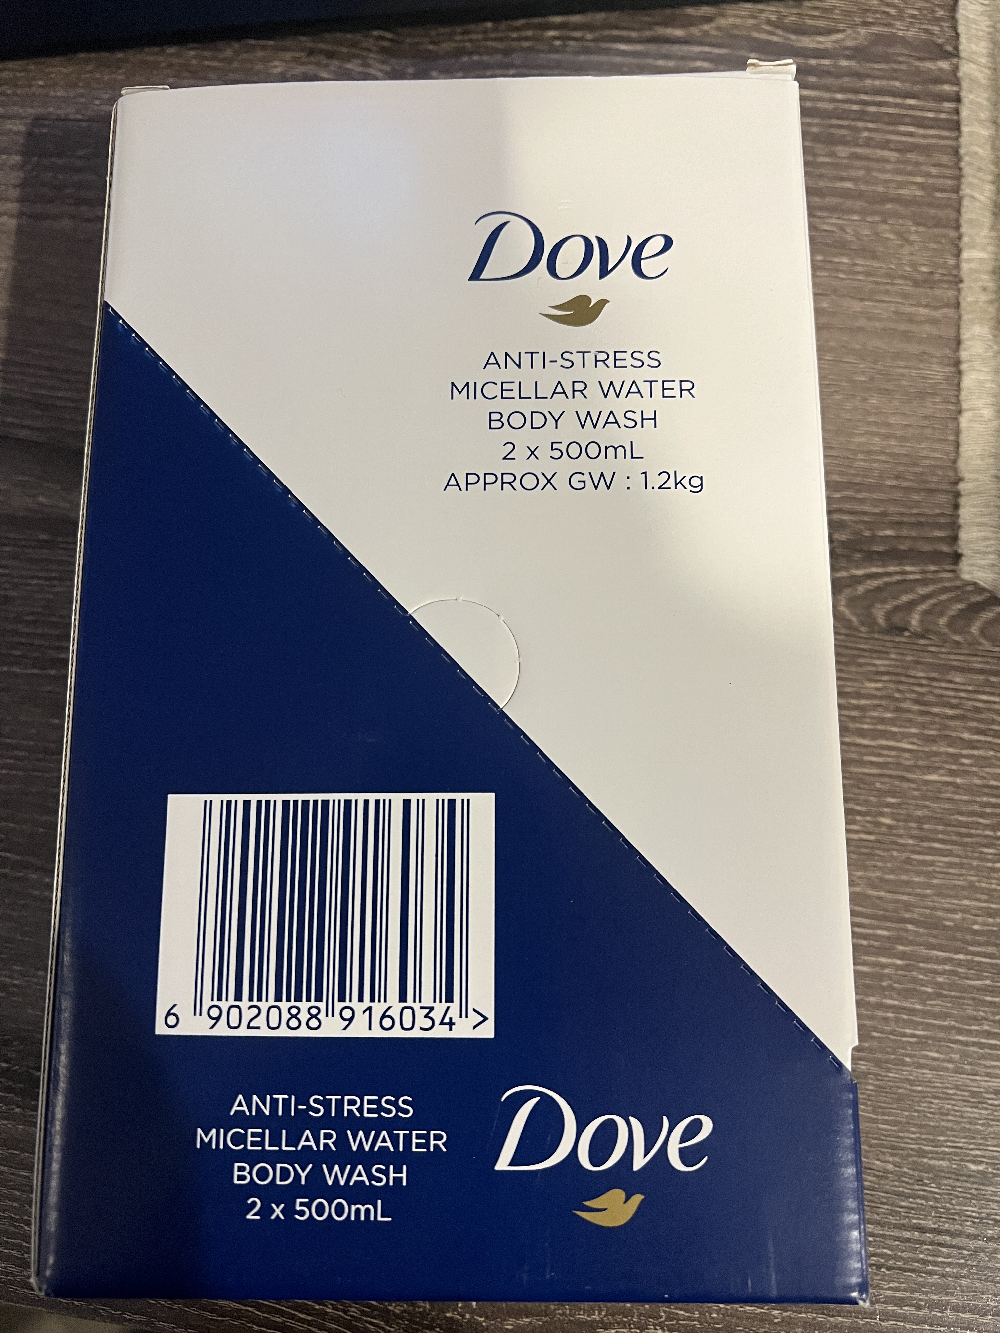 Dove
ANTI-STRESS
MICELLAR WATER
BODY WASH
2 x 500mL
APPROX GW : 1.2kg
6 902088 916034 >
ANTI-STRESS
MICELLAR WATER
BODY WASH
2 x 500mL
Dove